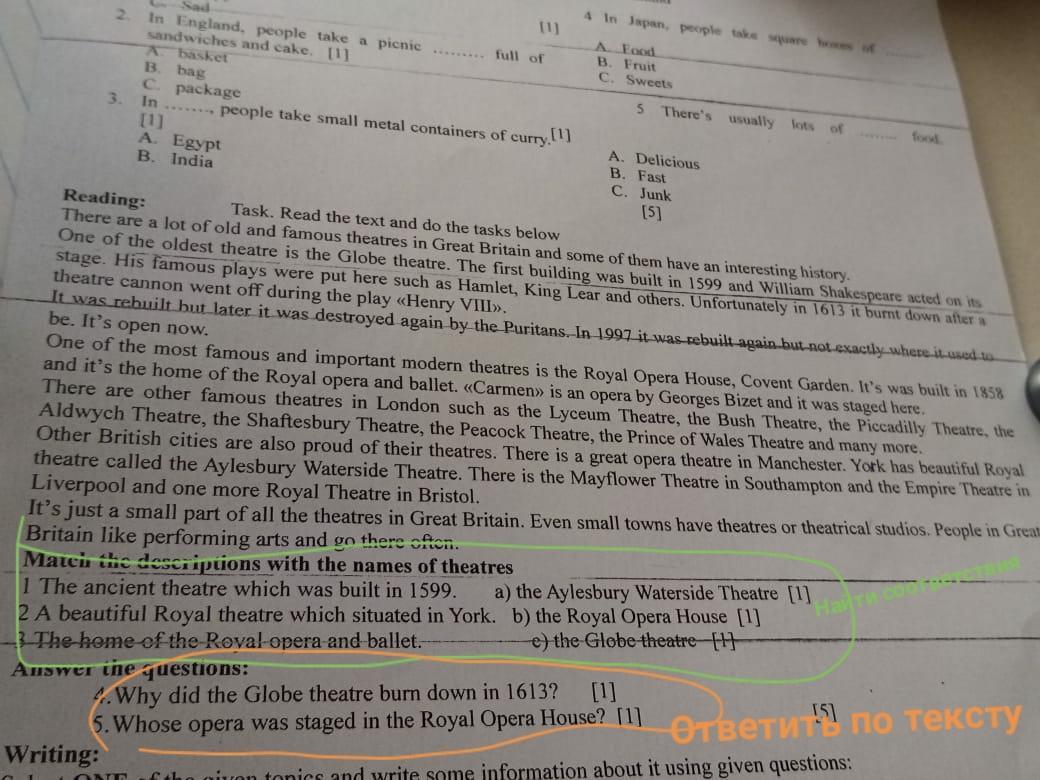 C. Sad
2. In England, people take a picnic ......... full of
sandwiches and cake. [1]
A. basket
B. bag
C. package
3. In ......., people take small metal containers of curry.[1]
[1]
A. Egypt
B. India
[1]
4 In Japan, people take square boxes of ........
A. Food
B. Fruit
C. Sweets
5 There's usually lots of ........ food.
A. Delicious
B. Fast
C. Junk
[5]
Reading:
Task. Read the text and do the tasks below
There are a lot of old and famous theatres in Great Britain and some of them have an interesting history.
One of the oldest theatre is the Globe theatre. The first building was built in 1599 and William Shakespeare acted on its
stage. His famous plays were put here such as Hamlet, King Lear and others. Unfortunately in 1613 it burnt down after a
theatre cannon went off during the play «Henry VIII».
It was rebuilt but later it was destroyed again by the Puritans. In 1997 it was rebuilt again but not exactly where it used to
be. It's open now.
One of the most famous and important modern theatres is the Royal Opera House, Covent Garden. It's was built in 1858
and it's the home of the Royal opera and ballet. «Carmen» is an opera by Georges Bizet and it was staged here.
There are other famous theatres in London such as the Lyceum Theatre, the Bush Theatre, the Piccadilly Theatre, the
Aldwych Theatre, the Shaftesbury Theatre, the Peacock Theatre, the Prince of Wales Theatre and many more.
Other British cities are also proud of their theatres. There is a great opera theatre in Manchester. York has beautiful Royal
theatre called the Aylesbury Waterside Theatre. There is the Mayflower Theatre in Southampton and the Empire Theatre in
Liverpool and one more Royal Theatre in Bristol.
It's just a small part of all the theatres in Great Britain. Even small towns have theatres or theatrical studios. People in Great
Britain like performing arts and go there often.
Match the descriptions with the names of theatres
1 The ancient theatre which was built in 1599. a) the Aylesbury Waterside Theatre [1]
2 A beautiful Royal theatre which situated in York. b) the Royal Opera House [1]
3 The home of the Royal opera and ballet. c) the Globe theatre [1]
Найти соответствия
Answer the questions:
4. Why did the Globe theatre burn down in 1613? [1]
5. Whose opera was staged in the Royal Opera House? [1]
[5]
Ответить по тексту
Writing:
ONE of the given topics and write some information about it using given questions: